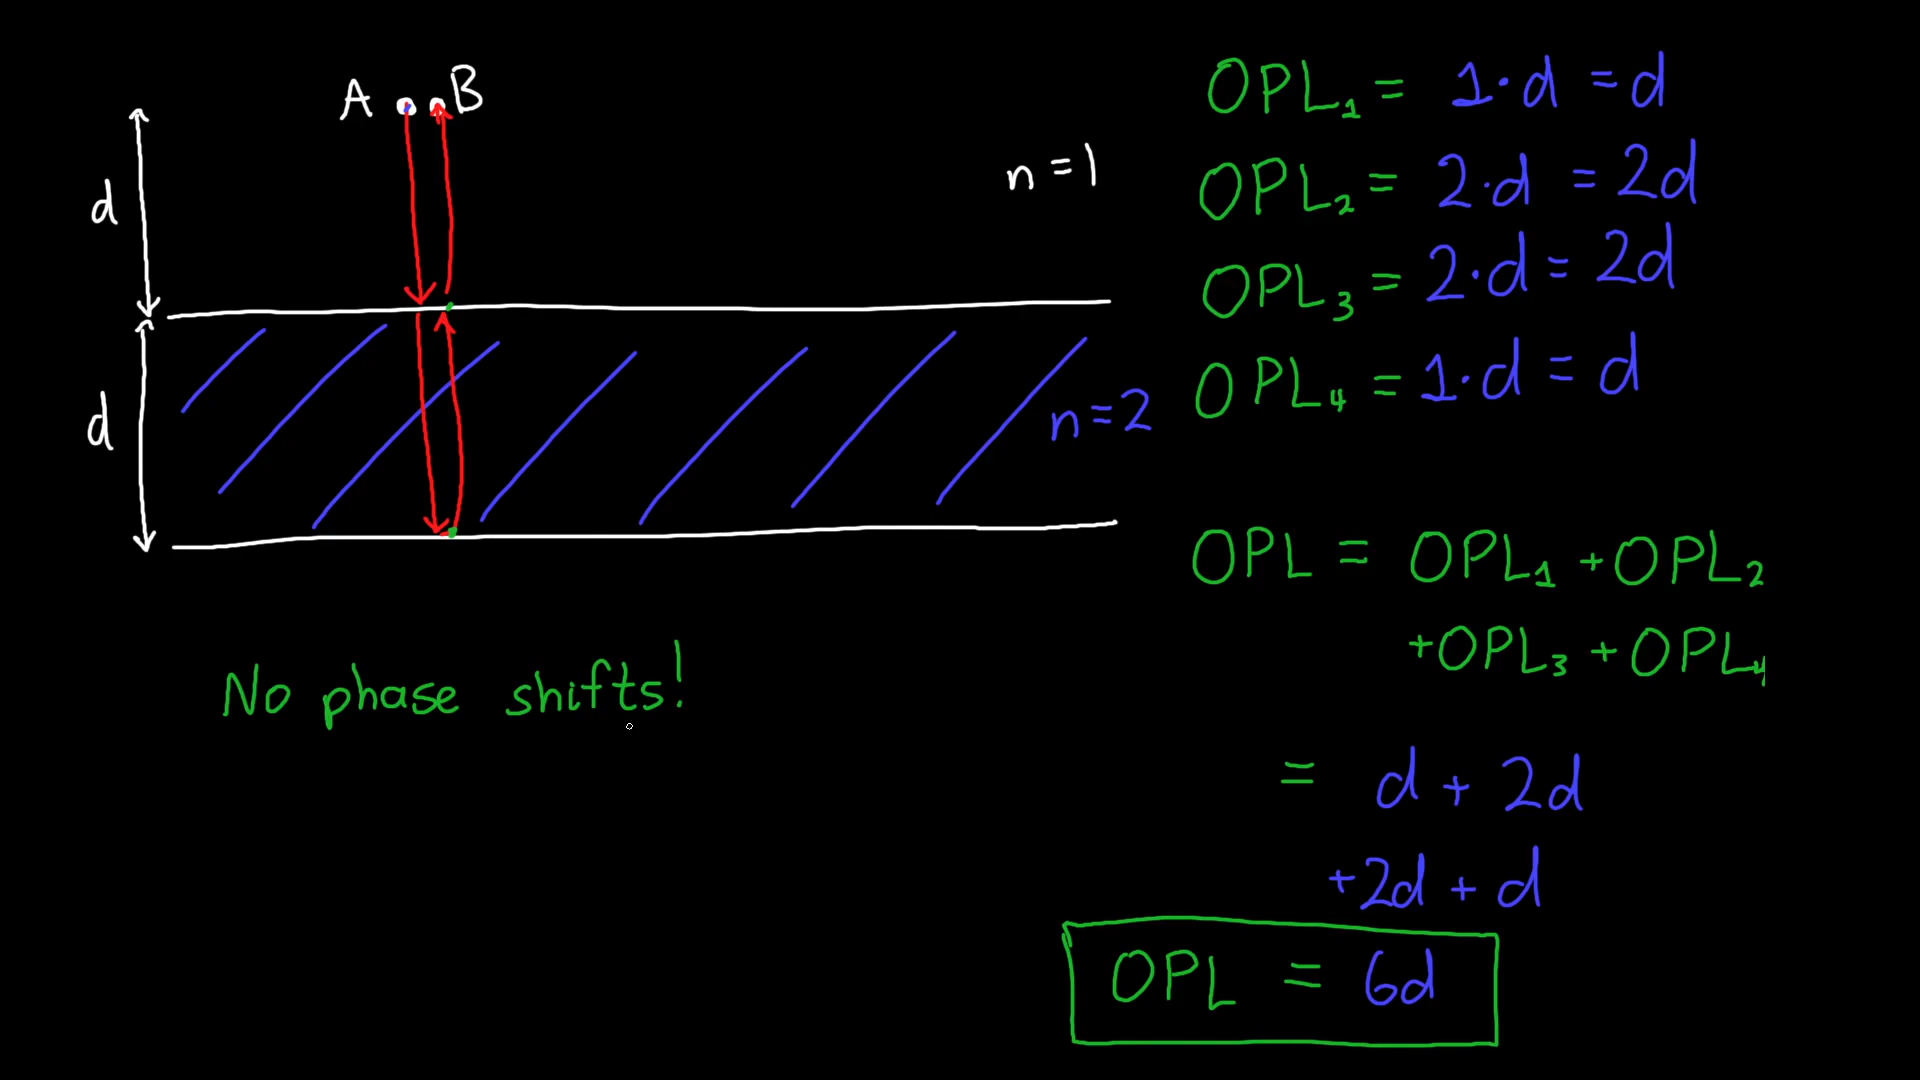 A B
n = 1
d
d
n = 2
No phase shifts!
OPL₁ = 1·d = d
OPL₂ = 2·d = 2d
OPL₃ = 2·d = 2d
OPL₄ = 1·d = d
OPL = OPL₁ + OPL₂
+ OPL₃ + OPL₄
= d + 2d
+ 2d + d
OPL = 6d